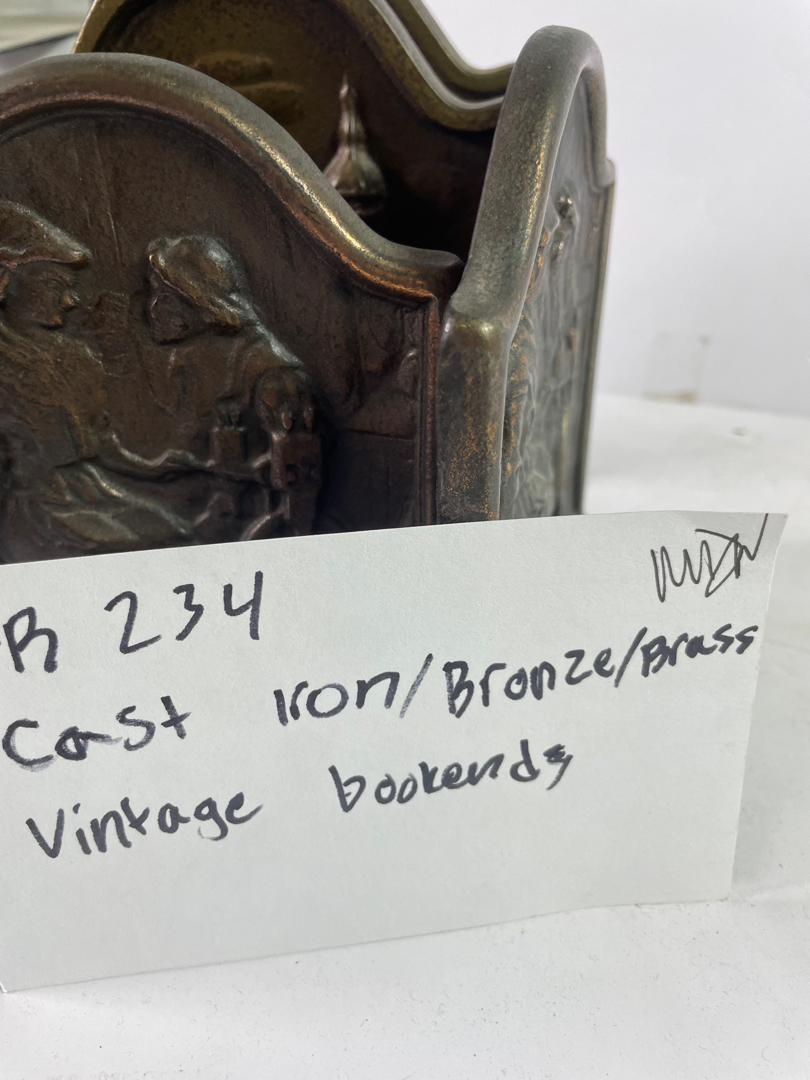 R 234
Cast Iron/Bronze/Brass
Vintage bookends